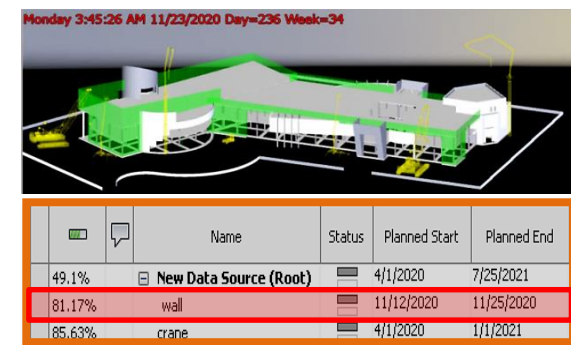 Monday 3:45:26 AM 11/23/2020 Day=236 Week=34
Name Status Planned Start Planned End
49.1% New Data Source (Root) 4/1/2020 7/25/2021
81.17% wall 11/12/2020 11/25/2020
85.63% crane 4/1/2020 1/1/2021